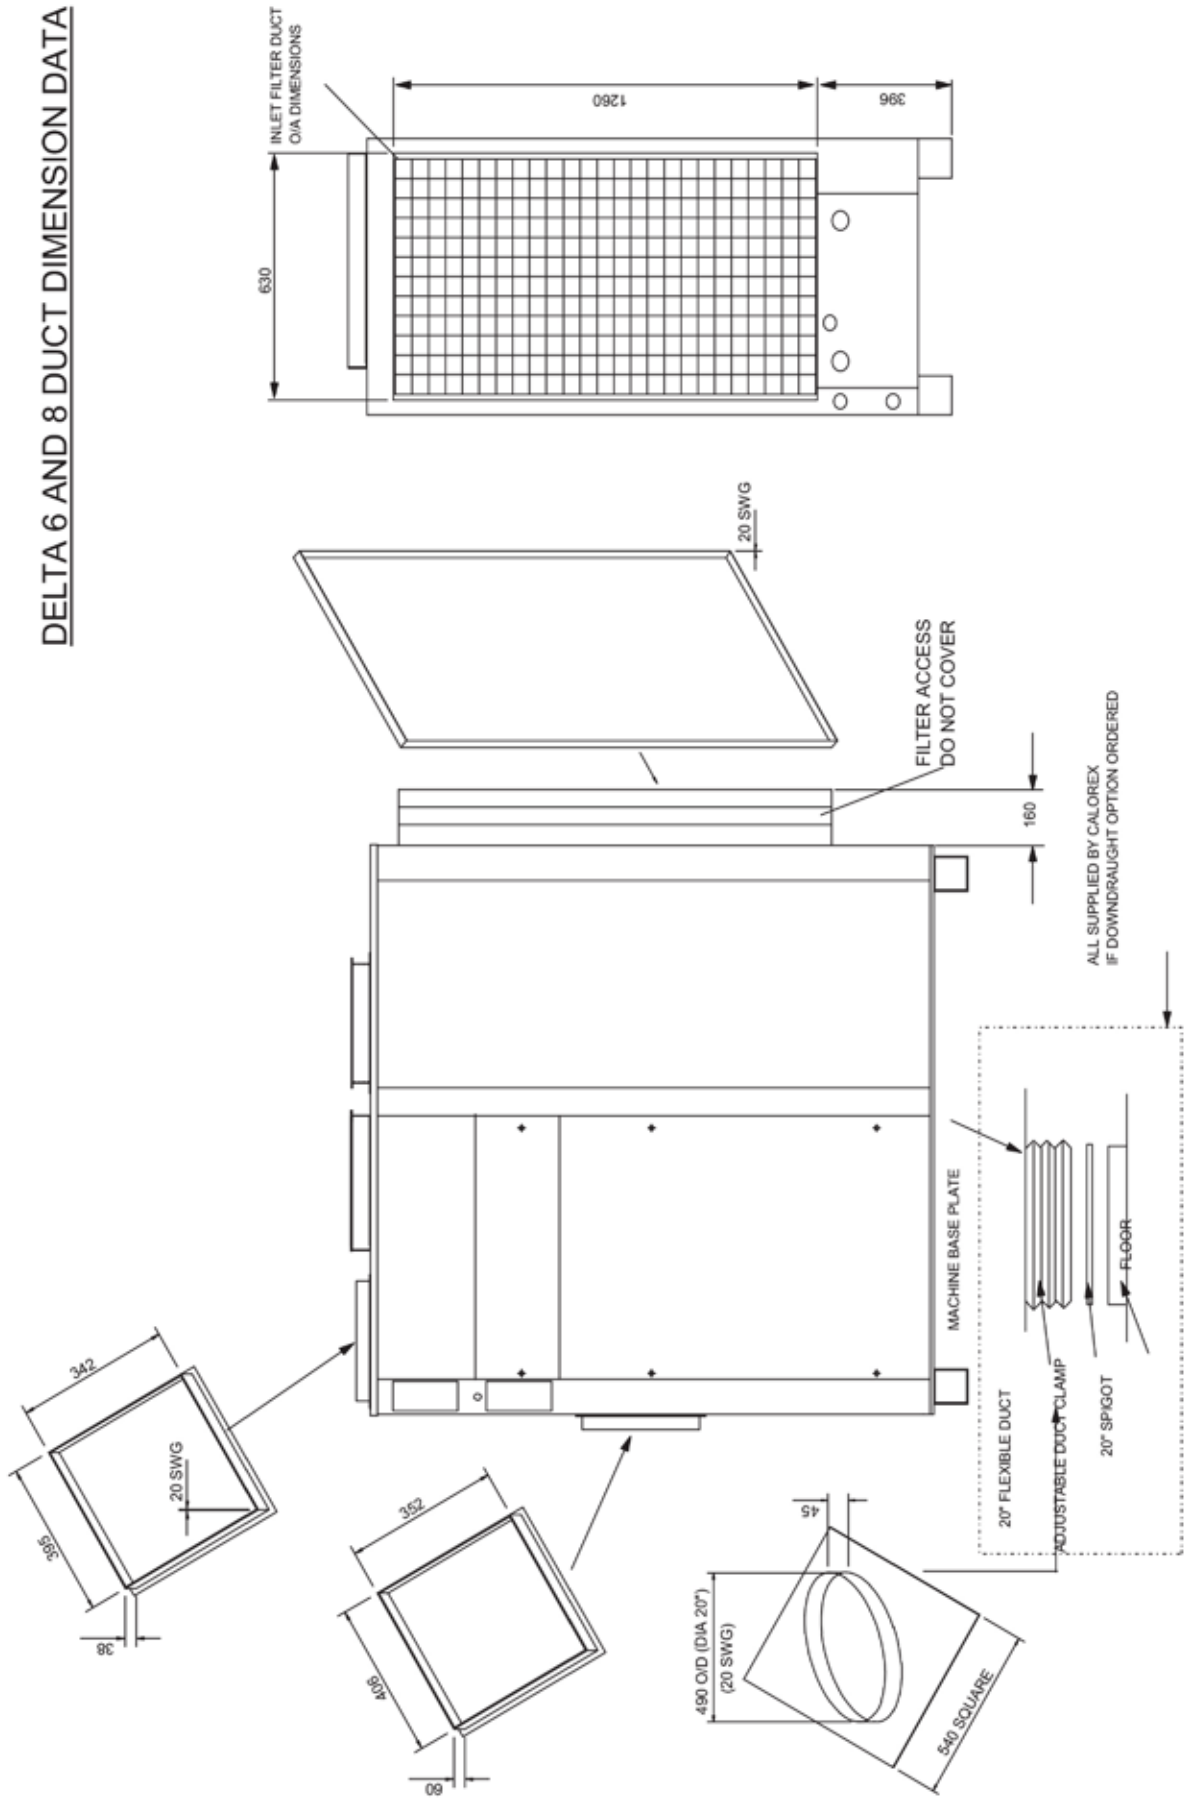 DELTA 6 AND 8 DUCT DIMENSION DATA
INLET FILTER DUCT
O/A DIMENSIONS
630
1260
396
20 SWG
FILTER ACCESS
DO NOT COVER
160
ALL SUPPLIED BY CALOREX
IF DOWNDRAUGHT OPTION ORDERED
342
395
20 SWG
38
352
406
60
MACHINE BASE PLATE
20" FLEXIBLE DUCT
ADJUSTABLE DUCT CLAMP
20" SPIGOT
FLOOR
490 O/D (DIA 20")
(20 SWG)
45
540 SQUARE